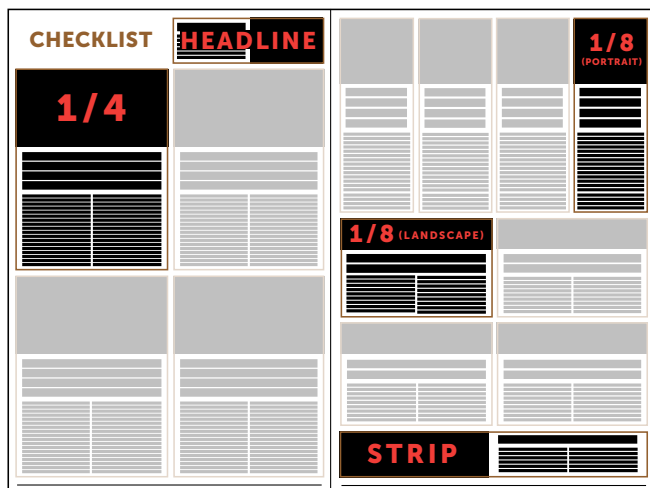 CHECKLIST
HEADLINE
1/4
1/8
(PORTRAIT)
1/8 (LANDSCAPE)
STRIP